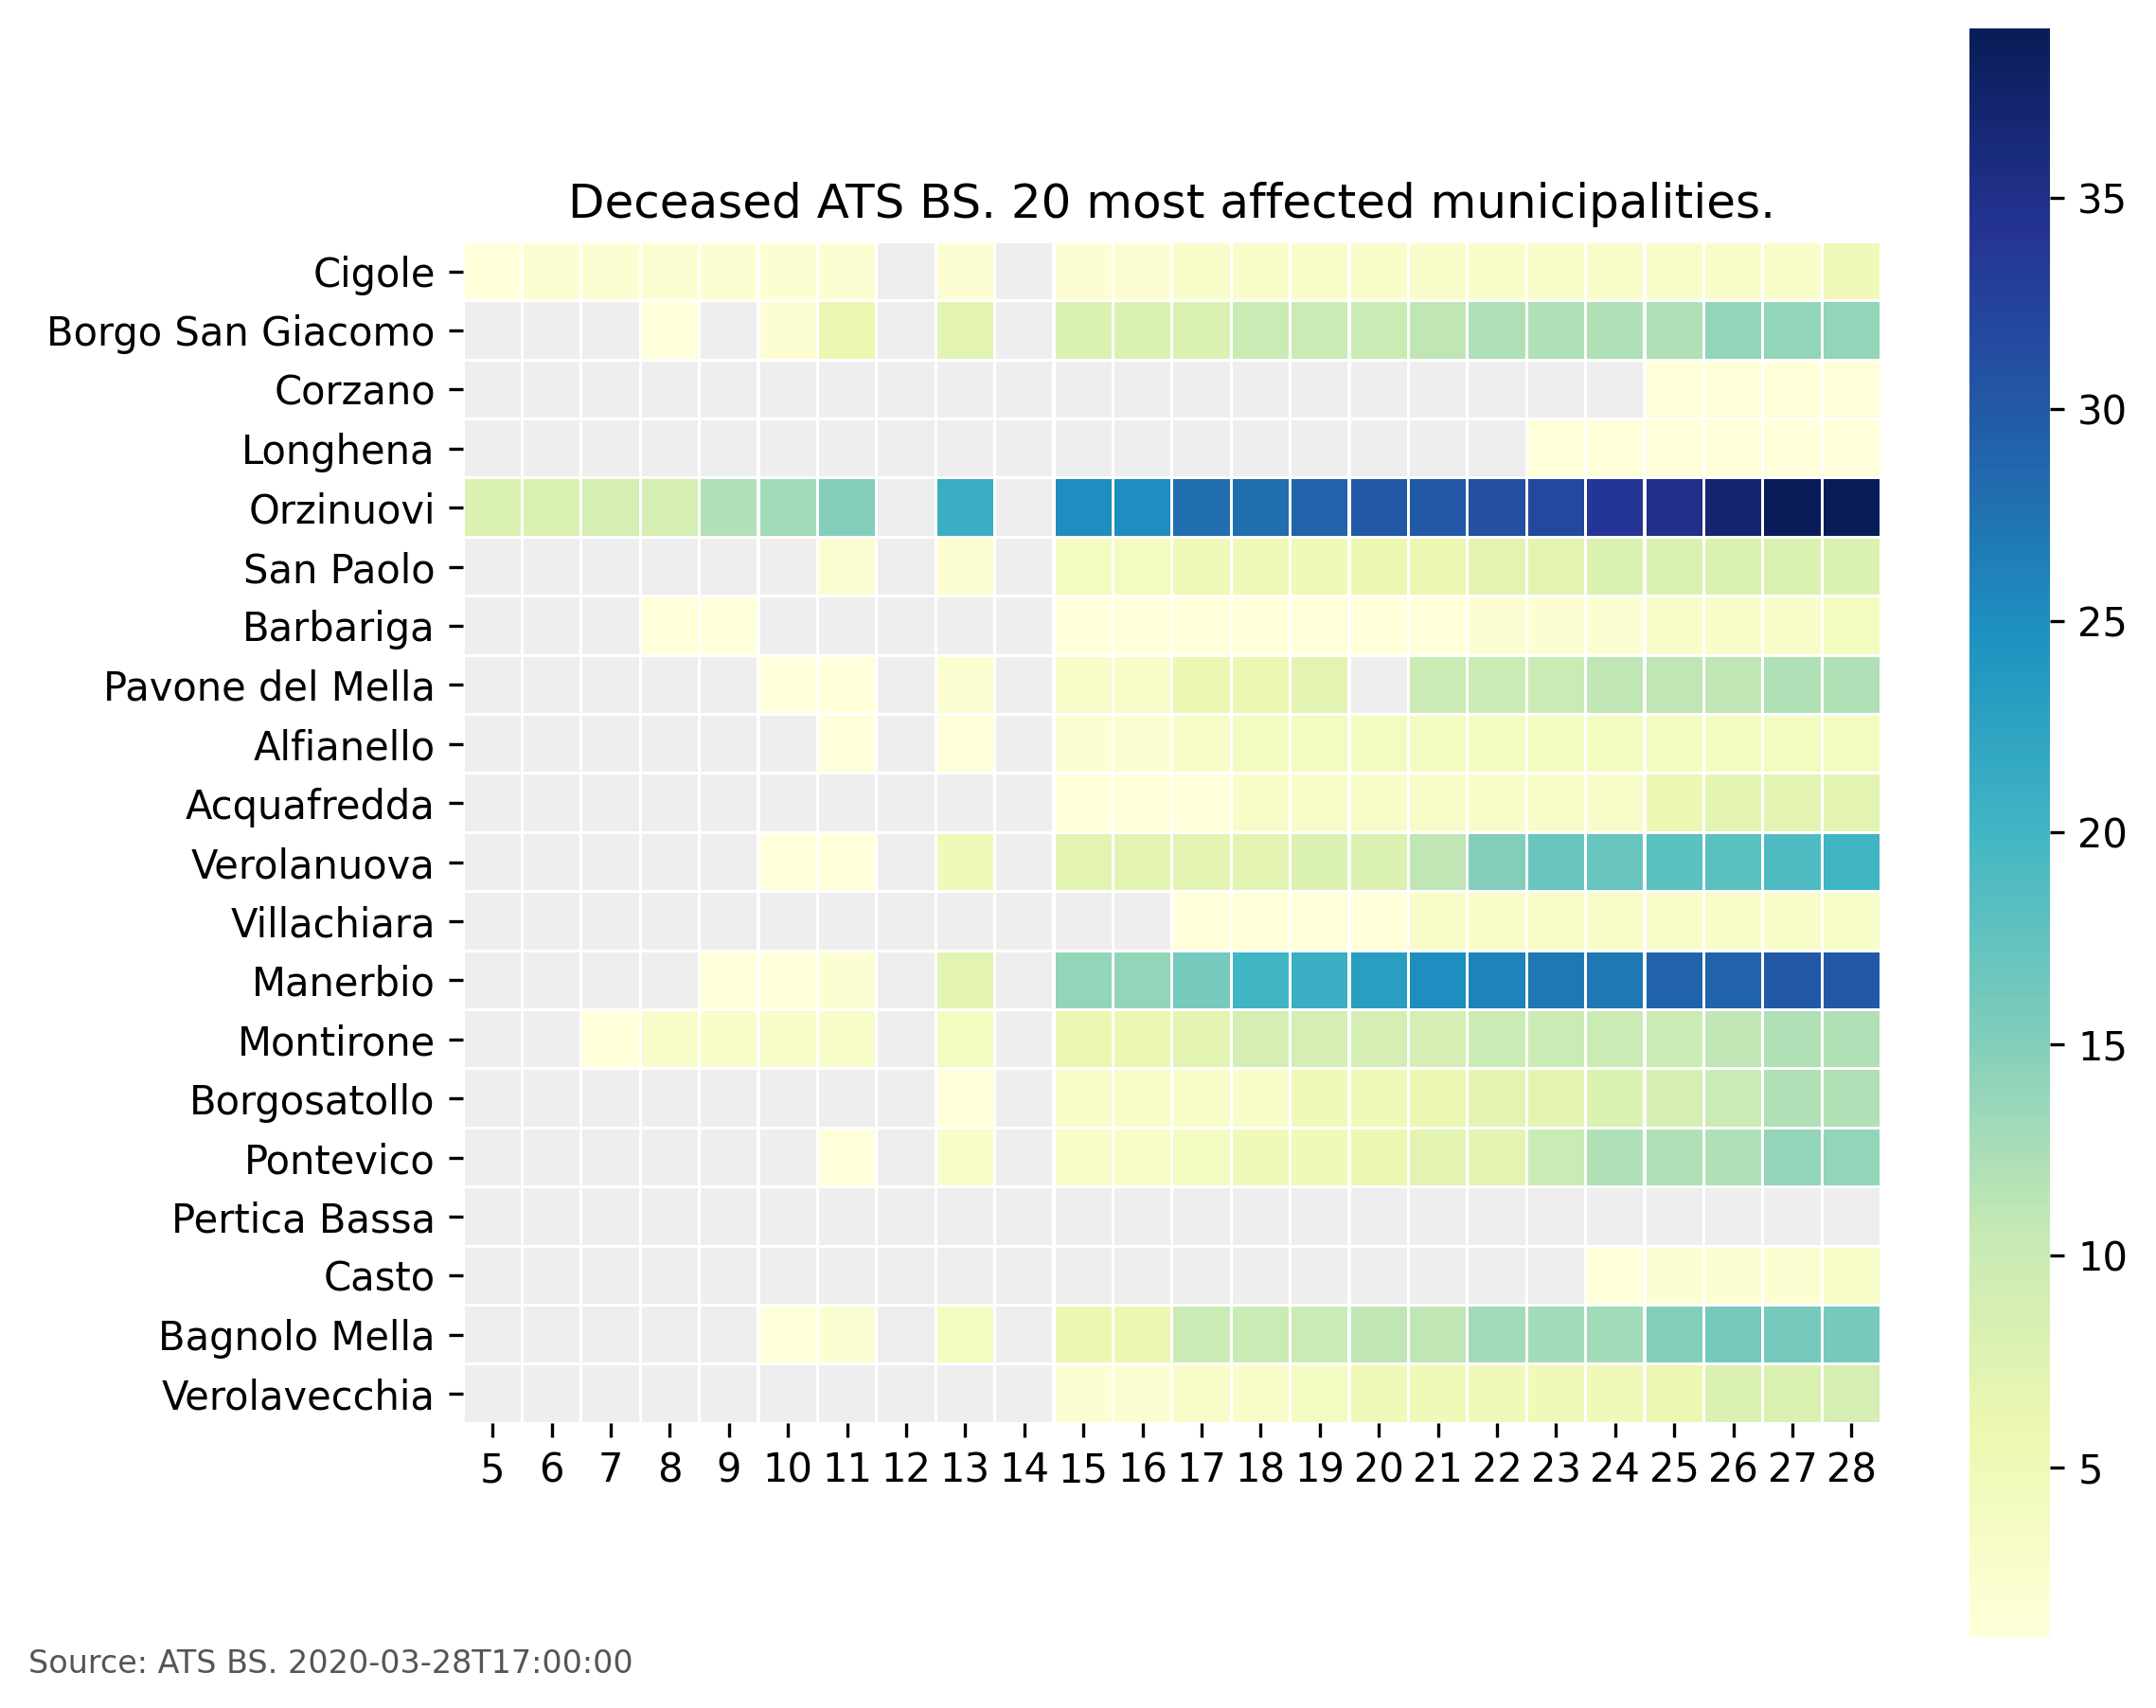 Deceased ATS BS. 20 most affected municipalities.
Cigole
Borgo San Giacomo
Corzano
Longhena
Orzinuovi
San Paolo
Barbariga
Pavone del Mella
Alfianello
Acquafredda
Verolanuova
Villachiara
Manerbio
Montirone
Borgosatollo
Pontevico
Pertica Bassa
Casto
Bagnolo Mella
Verolavecchia
5 6 7 8 9 10 11 12 13 14 15 16 17 18 19 20 21 22 23 24 25 26 27 28
35
30
25
20
15
10
5
Source: ATS BS. 2020-03-28T17:00:00